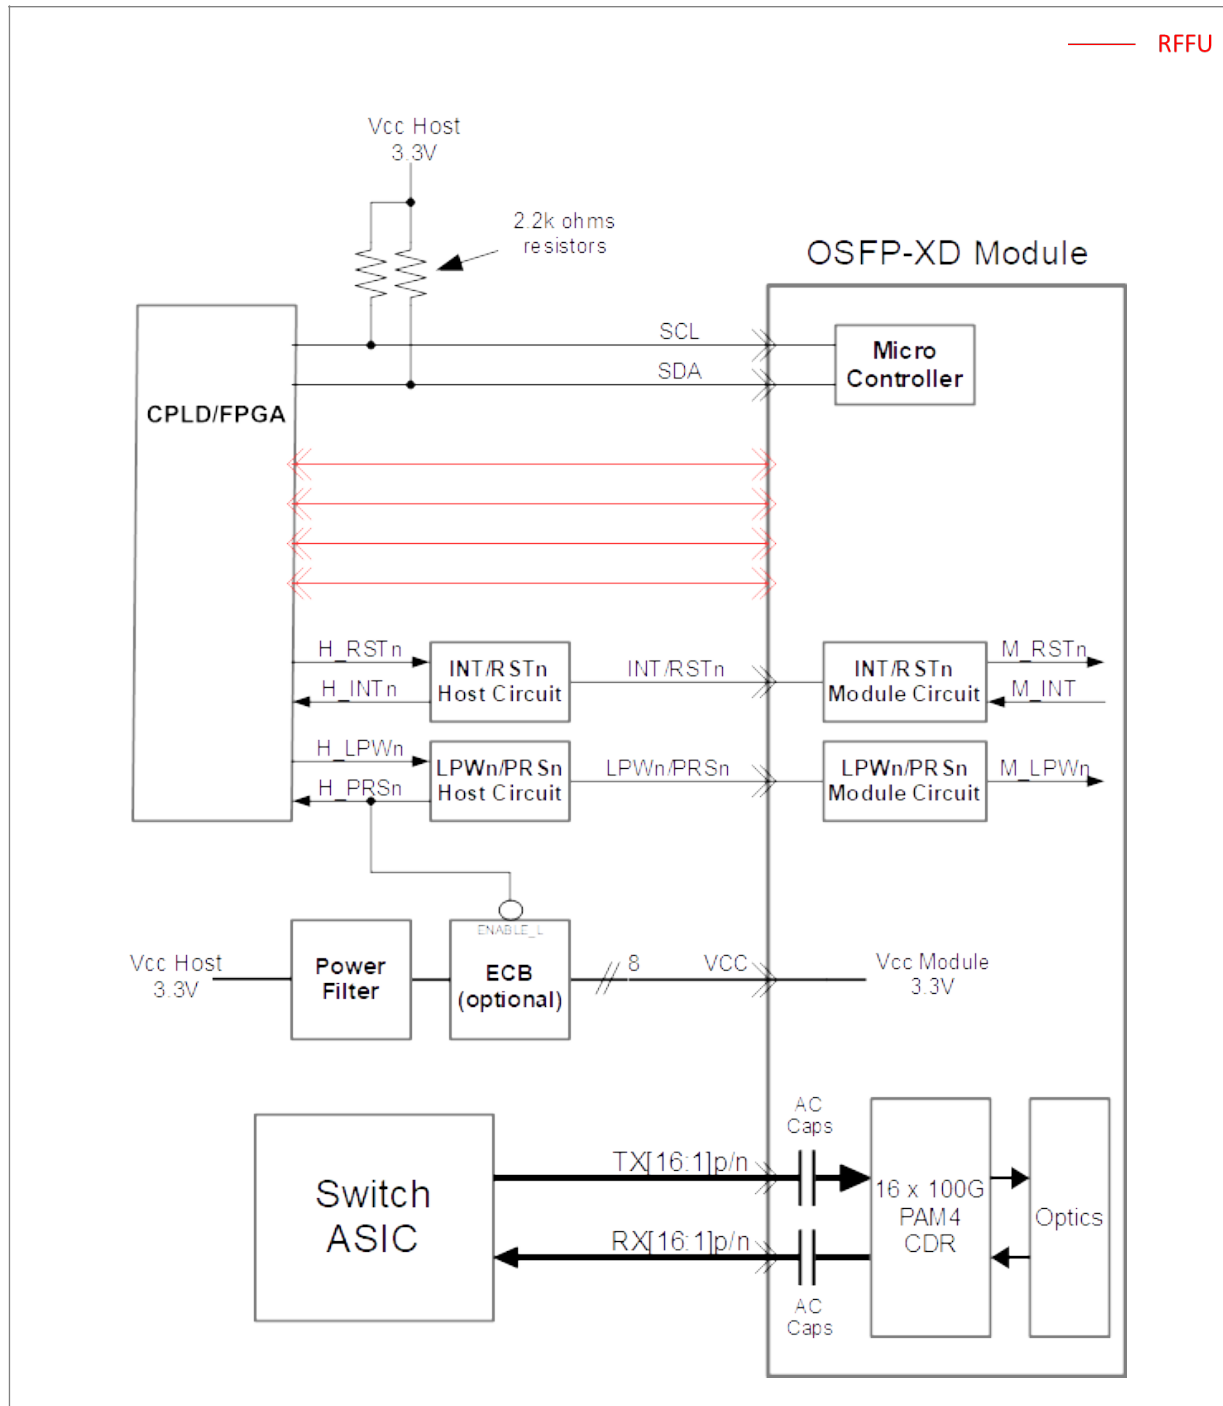 RFFU
Vcc Host
3.3V
2.2k ohms
resistors
OSFP-XD Module
SCL
Micro
Controller
SDA
CPLD/FPGA
H_RSTn
INT/RSTn
Host Circuit
INT/RSTn
INT/RSTn
Module Circuit
M_RSTn
H_INTn
M_INT
H_LPWn
LPWn/PRSn
Host Circuit
LPWn/PRSn
LPWn/PRSn
Module Circuit
M_LPWn
H_PRSn
ENABLE_L
Vcc Host
3.3V
Power
Filter
ECB
(optional)
8
VCC
Vcc Module
3.3V
AC
Caps
Switch
ASIC
TX[16:1]p/n
RX[16:1]p/n
16 x 100G
PAM4
CDR
Optics
AC
Caps